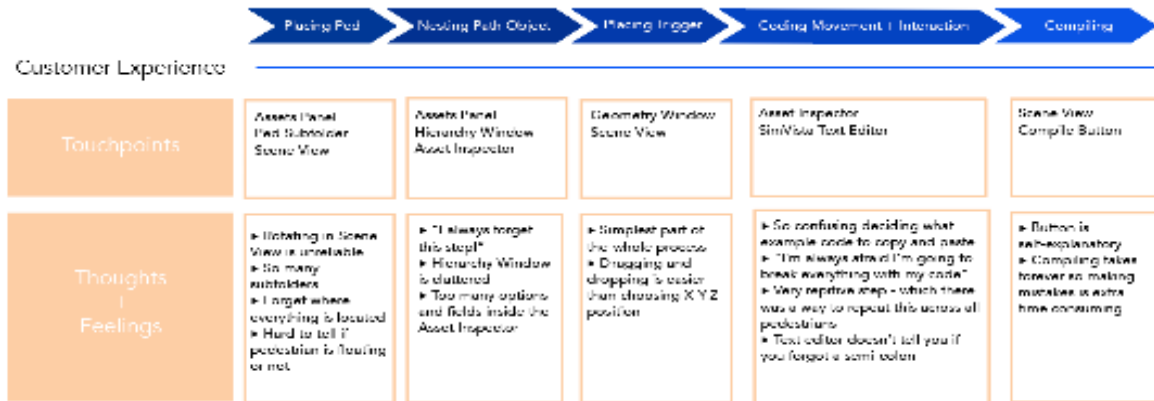 Placing Ped
Nesting Path Object
Placing Trigger
Coding Movement + Interaction
Compiling
Customer Experience
Touchpoints
Assets Panel
Ped Subfolder
Scene View
Assets Panel
Hierarchy Window
Asset Inspector
Geometry Window
Scene View
Asset Inspector
SimVista Text Editor
Scene View
Compile Button
Thoughts
+
Feelings
▸ Rotating in Scene
View is unreliable
▸ So many
subfolders
▸ Forget where
everything is located
▸ Hard to tell if
pedestrian is floating
or not
▸ "I always forget
this step!"
▸ Hierarchy Window
is cluttered
▸ Too many options
and fields inside the
Asset Inspector
▸ Simplest part of
the whole process
▸ Dragging and
dropping is easier
than choosing X Y Z
position
▸ So confusing deciding what
example code to copy and paste
▸ "I'm always afraid I'm going to
break everything with my code"
▸ Very repitive step - which there
was a way to repeat this across all
pedestrians
▸ Text editor doesn't tell you if
you forgot a semi-colon
▸ Button is
self-explanatory
▸ Compiling takes
forever so making
mistakes is extra
time consuming